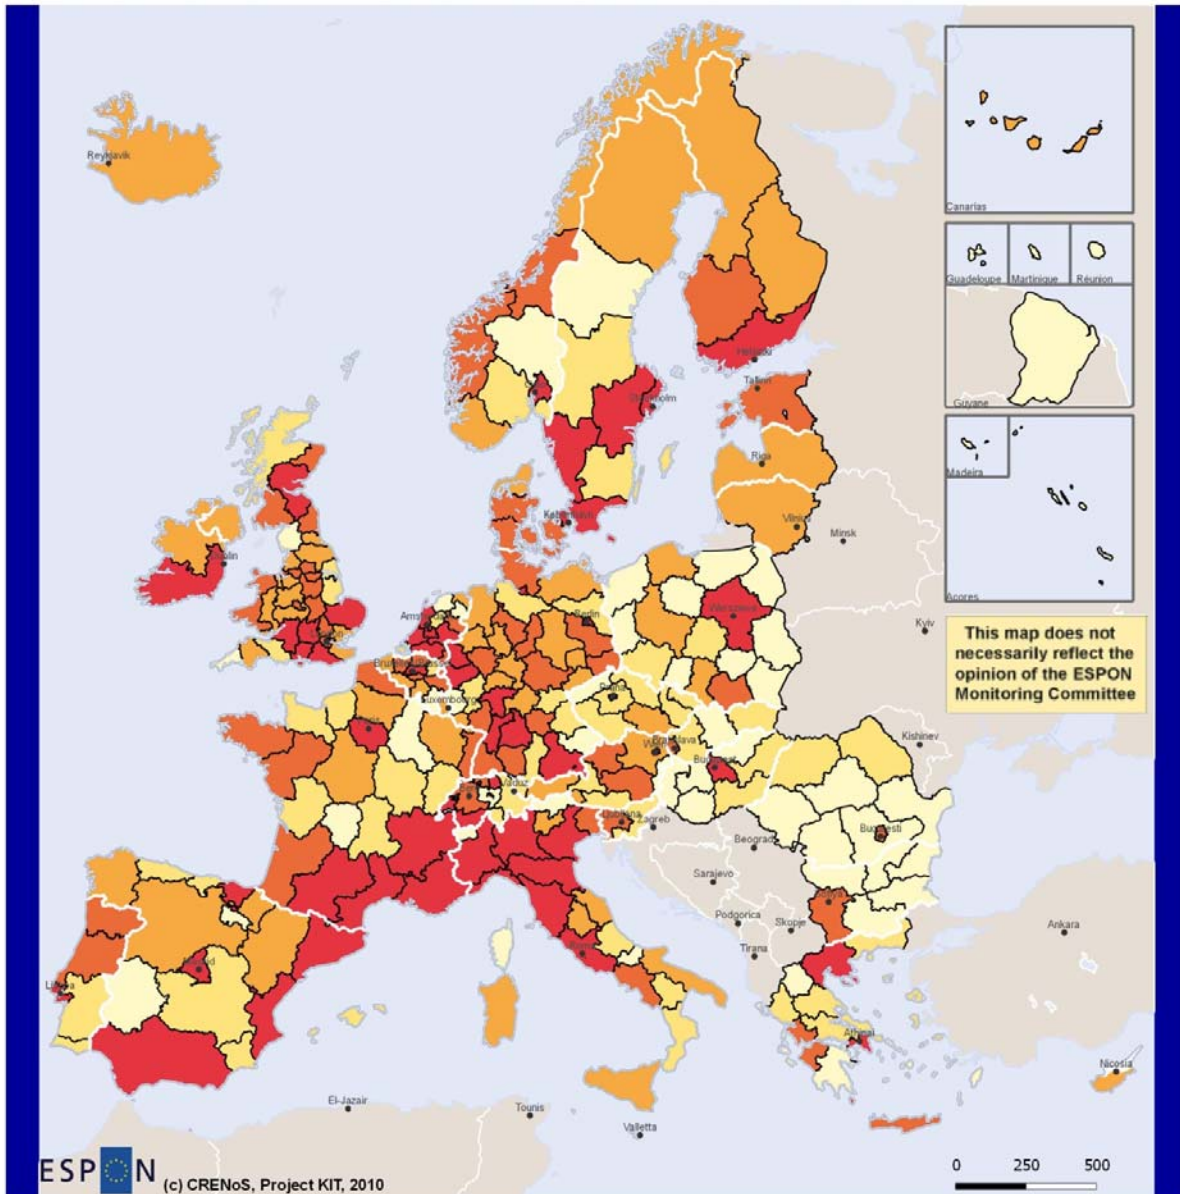 Reykjavik
Canarias
Guadeloupe
Martinique
Réunion
Guyane
Madeira
Acores
Helsinki
Tallinn
Stockholm
Riga
Vilnius
Minsk
Kyiv
This map does not
necessarily reflect the
opinion of the ESPON
Monitoring Committee
Berlin
Warszawa
Luxembourg
Praha
Paris
Kishinev
Bratislava
Budapest
Vaduz
Bern
Ljubljana
Zagreb
Bucuresti
Beograd
Sarajevo
Podgorica
Skopje
Tirana
Ankara
Roma
Madrid
Lisboa
Athinai
Nicosia
El-Jazair
Tounis
Valletta
ESPON
(c) CRENoS, Project KIT, 2010
0 250 500